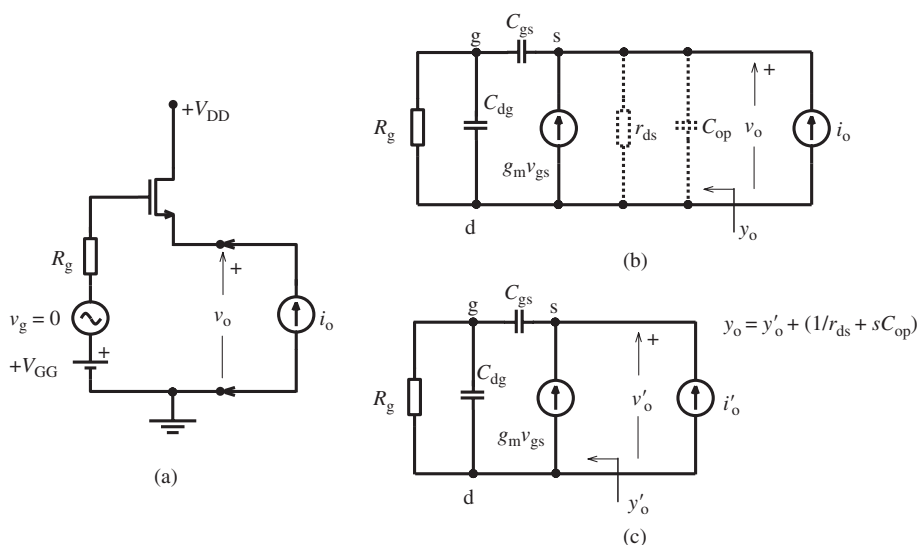 +V_DD
R_g
v_g = 0
+V_GG
+
+
v_o
i_o
(a)
g
C_gs
s
R_g
C_dg
g_m v_gs
r_ds
C_op
+
v_o
i_o
d
y_o
(b)
g
C_gs
s
R_g
C_dg
g_m v_gs
+
v'_o
i'_o
d
y'_o
(c)
y_o = y'_o + (1/r_ds + sC_op)